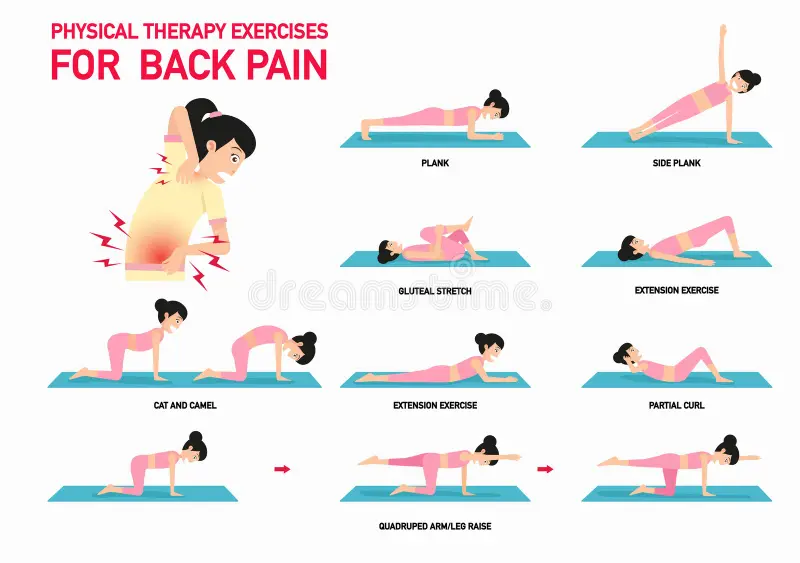 PHYSICAL THERAPY EXERCISES
FOR BACK PAIN
PLANK
SIDE PLANK
GLUTEAL STRETCH
EXTENSION EXERCISE
CAT AND CAMEL
EXTENSION EXERCISE
PARTIAL CURL
QUADRUPED ARM/LEG RAISE
dreamstime